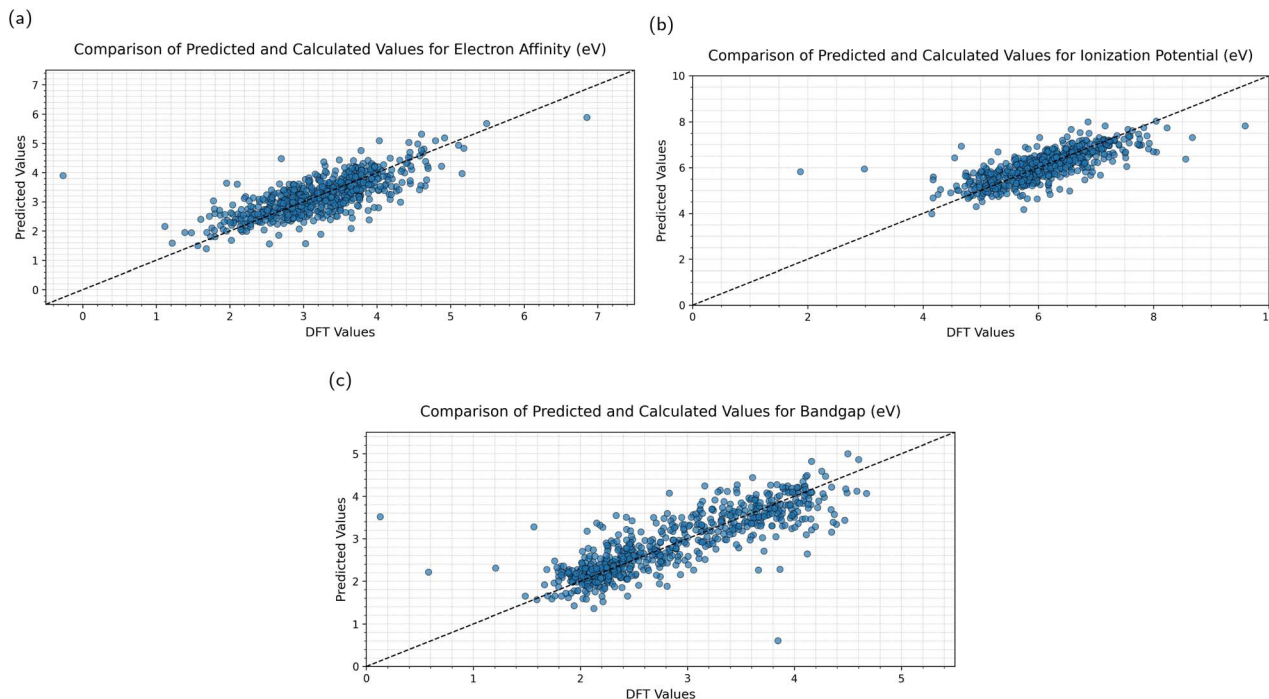 (a)
Comparison of Predicted and Calculated Values for Electron Affinity (eV)
7
6
5
4
3
2
1
0
Predicted Values
0 1 2 3 4 5 6 7
DFT Values
(b)
Comparison of Predicted and Calculated Values for Ionization Potential (eV)
10
8
6
4
2
0
Predicted Values
0 2 4 6 8 1
DFT Values
(c)
Comparison of Predicted and Calculated Values for Bandgap (eV)
5
4
3
2
1
0
Predicted Values
0 1 2 3 4 5
DFT Values